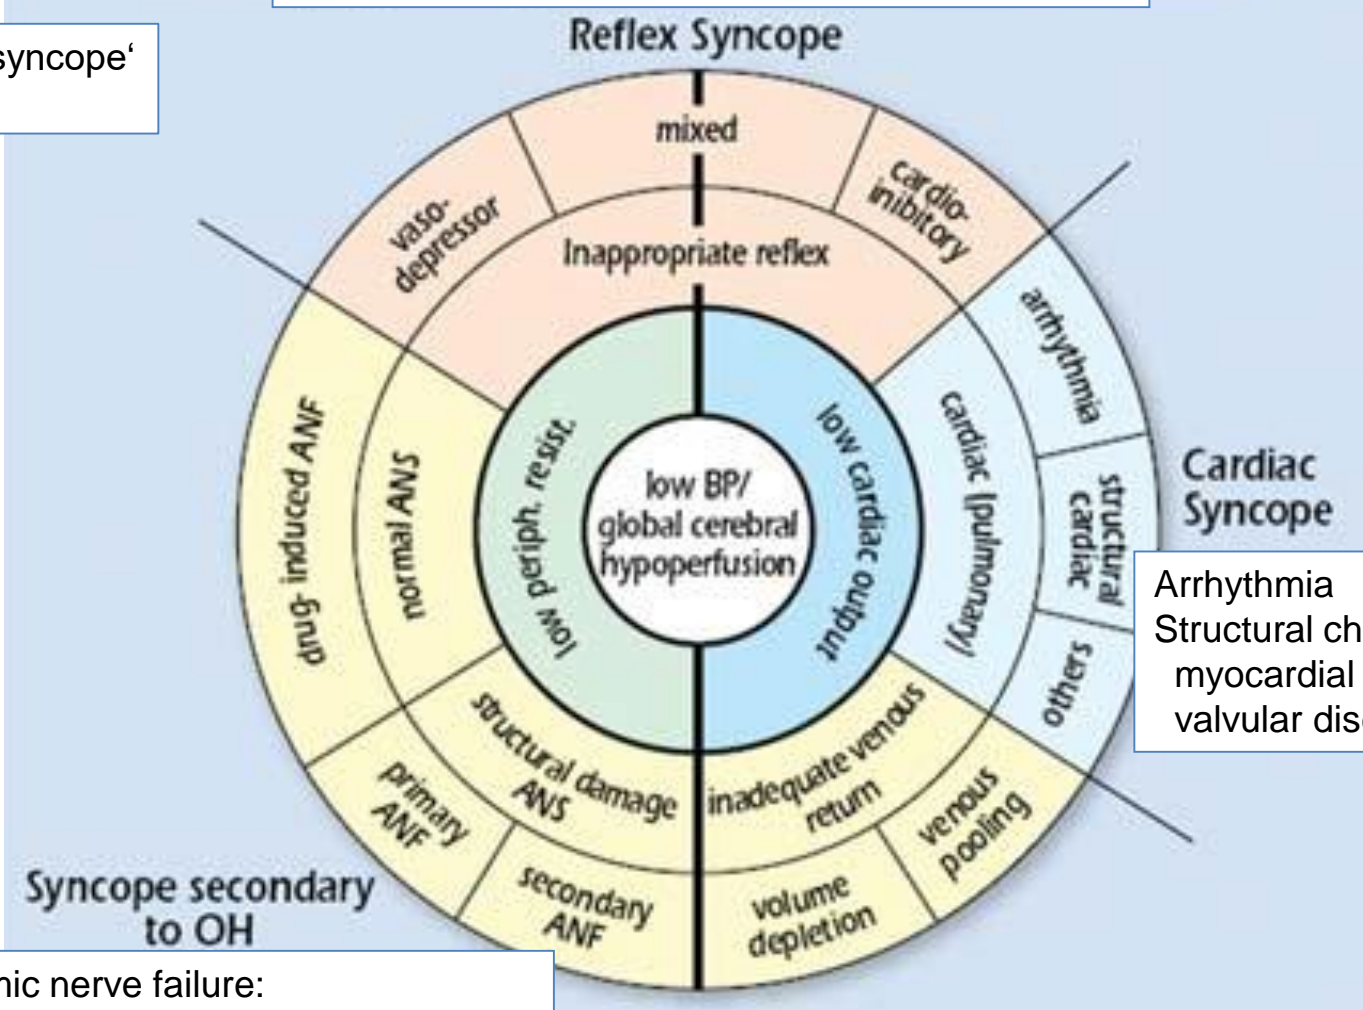 syncope‘
Reflex Syncope
mixed
vaso-
depressor
cardio-
inibitory
Inappropriate reflex
arrhythmia
drug- induced ANF
normal ANS
low periph. resist.
low BP/
global cerebral
hypoperfusion
low cardiac output
cardiac (pulmonary)
structural
cardiac
others
Cardiac
Syncope
Arrhythmia
Structural ch
myocardial
valvular dis
structural damage
ANS
inadequate venous
return
primary
ANF
secondary
ANF
volume
depletion
venous
pooling
Syncope secondary
to OH
mic nerve failure: